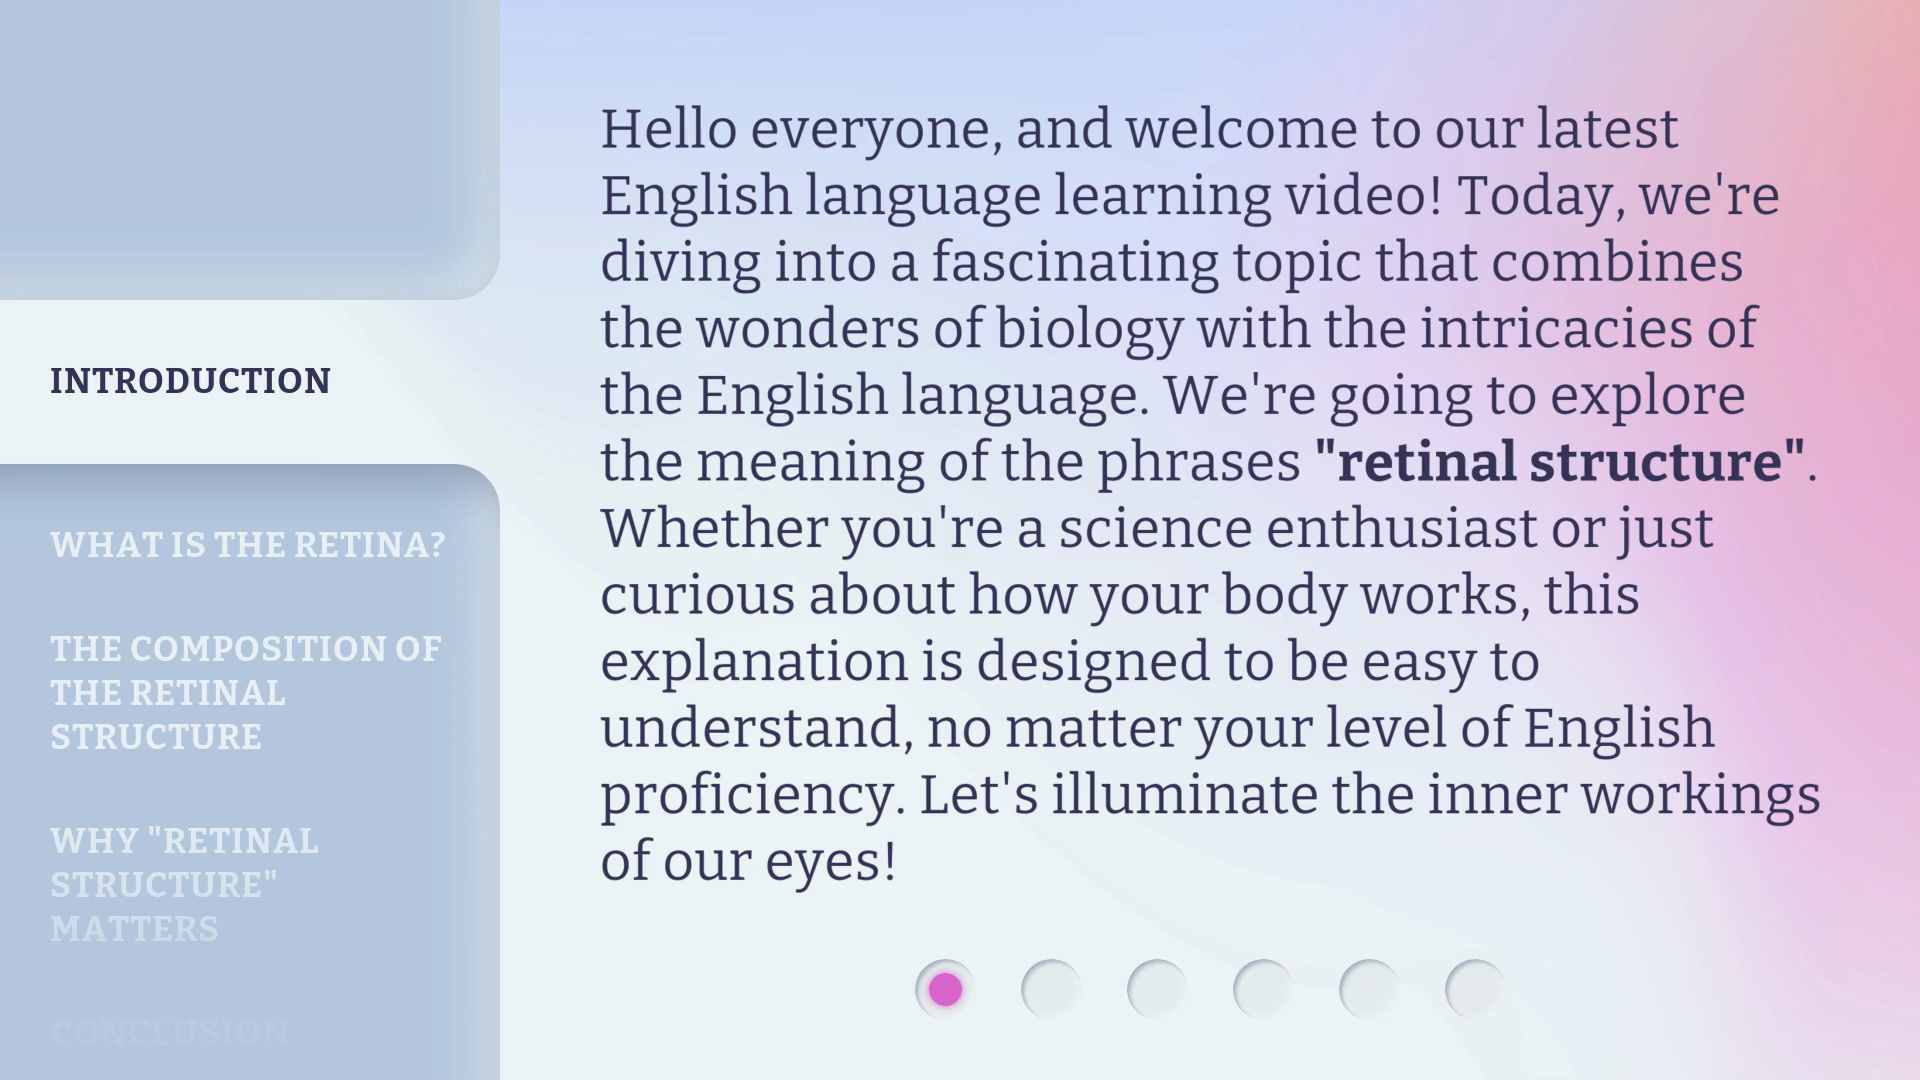 INTRODUCTION
WHAT IS THE RETINA?
THE COMPOSITION OF
THE RETINAL
STRUCTURE
WHY "RETINAL
STRUCTURE"
MATTERS
CONCLUSION
Hello everyone, and welcome to our latest
English language learning video! Today, we're
diving into a fascinating topic that combines
the wonders of biology with the intricacies of
the English language. We're going to explore
the meaning of the phrases "retinal structure".
Whether you're a science enthusiast or just
curious about how your body works, this
explanation is designed to be easy to
understand, no matter your level of English
proficiency. Let's illuminate the inner workings
of our eyes!